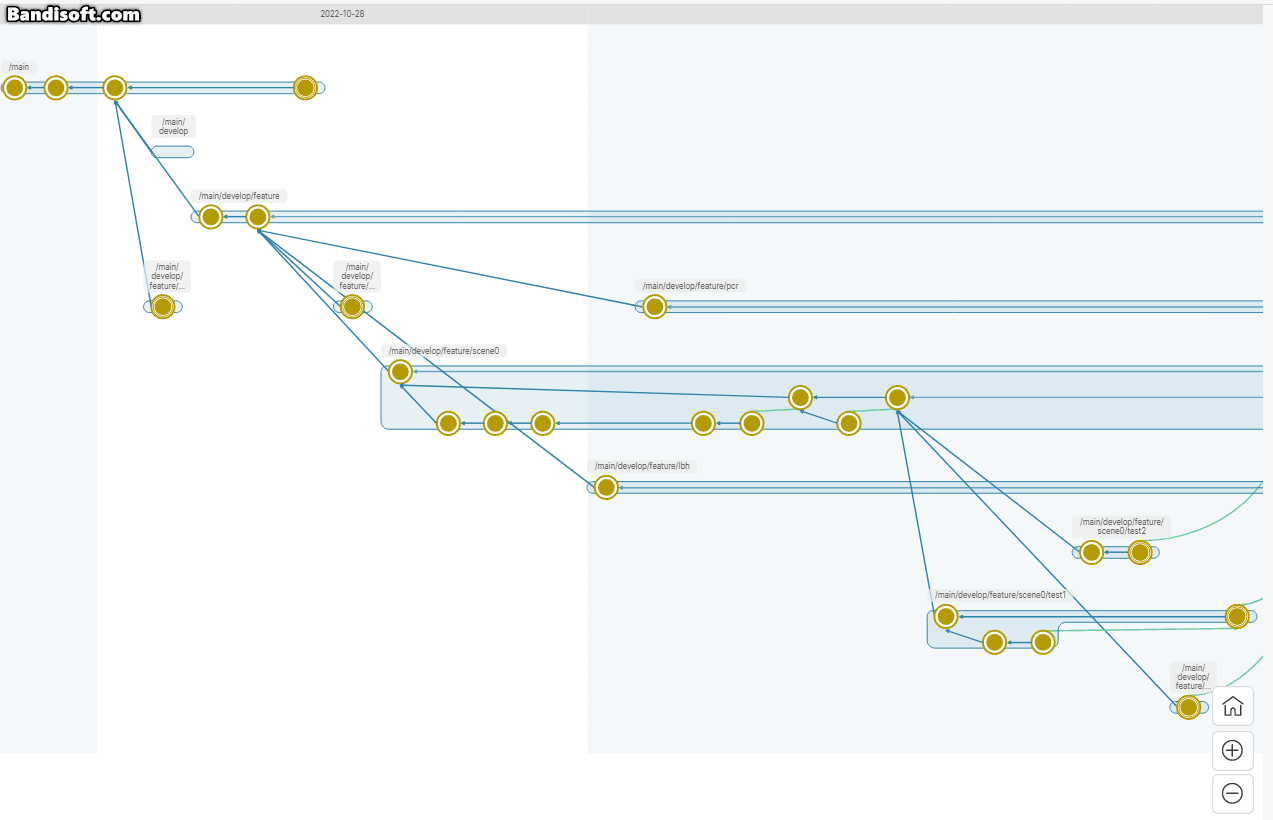 Bandisoft.com
2022-10-28
/main
/main/
develop
/main/develop/feature
/main/
develop/
feature/...
/main/
develop/
feature/...
/main/develop/feature/pcr
/main/develop/feature/scene0
/main/develop/feature/lbh
/main/develop/feature/
scene0/test2
/main/develop/feature/scene0/test1
/main/
develop/
feature/...